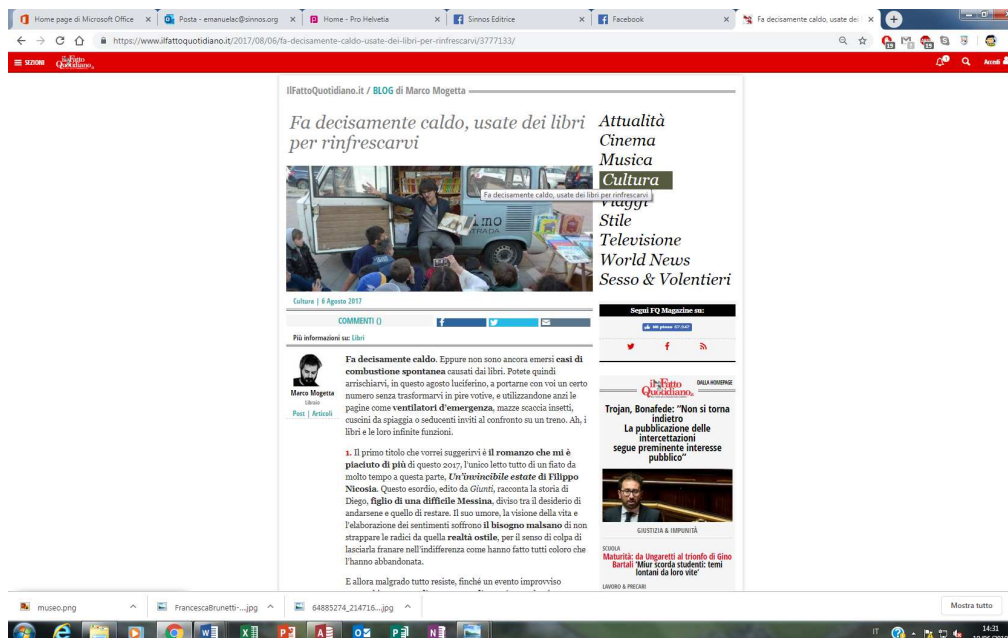 Home page di Microsoft Office
Posta - emanuelac@sinnos.org
Home - Pro Helvetia
Sinnos Editrice
Facebook
Fa decisamente caldo, usate dei
https://www.ilfattoquotidiano.it/2017/08/06/fa-decisamente-caldo-usate-dei-libri-per-rinfrescarvi/3777133/
SEZIONI
il Fatto Quotidiano
Accedi
IlFattoQuotidiano.it / BLOG di Marco Mogetta
Fa decisamente caldo, usate dei libri
per rinfrescarvi
STRADA
Fa decisamente caldo, usate dei libri per rinfrescarvi
Cultura | 6 Agosto 2017
COMMENTI ()
Più informazioni su: Libri
Marco Mogetta
Libraio
Post | Articoli
Fa decisamente caldo. Eppure non sono ancora emersi casi di
combustione spontanea causati dai libri. Potete quindi
arrischiarvi, in questo agosto luciferino, a portarne con voi un certo
numero senza trasformarvi in pire votive, e utilizzandone anzi le
pagine come ventilatori d'emergenza, mazze scaccia insetti,
cuscini da spiaggia o seducenti inviti al confronto su un treno. Ah, i
libri e le loro infinite funzioni.
1. Il primo titolo che vorrei suggerirvi è il romanzo che mi è
piaciuto di più di questo 2017, l'unico letto tutto di un fiato da
molto tempo a questa parte, Un'invincibile estate di Filippo
Nicosia. Questo esordio, edito da Giunti, racconta la storia di
Diego, figlio di una difficile Messina, diviso tra il desiderio di
andarsene e quello di restare. Il suo umore, la visione della vita e
l'elaborazione dei sentimenti soffrono il bisogno malsano di non
strappare le radici da quella realtà ostile, per il senso di colpa di
lasciarla franare nell'indifferenza come hanno fatto tutti coloro che
l'hanno abbandonata.
E allora malgrado tutto resiste, finché un evento improvviso
Attualità
Cinema
Musica
Cultura
Viaggi
Stile
Televisione
World News
Sesso & Volentieri
Segui FQ Magazine su:
Mi piace
il Fatto Quotidiano
DALLA HOMEPAGE
Trojan, Bonafede: "Non si torna
indietro
La pubblicazione delle
intercettazioni
segue preminente interesse
pubblico"
GIUSTIZIA & IMPUNITÀ
SCUOLA
Maturità: da Ungaretti al trionfo di Gino
Bartali 'Miur scorda studenti: temi
lontani da loro vite'
LAVORO & PRECARI
museo.png
FrancescaBrunetti-....jpg
64885274_214716....jpg
Mostra tutto
IT
14:31